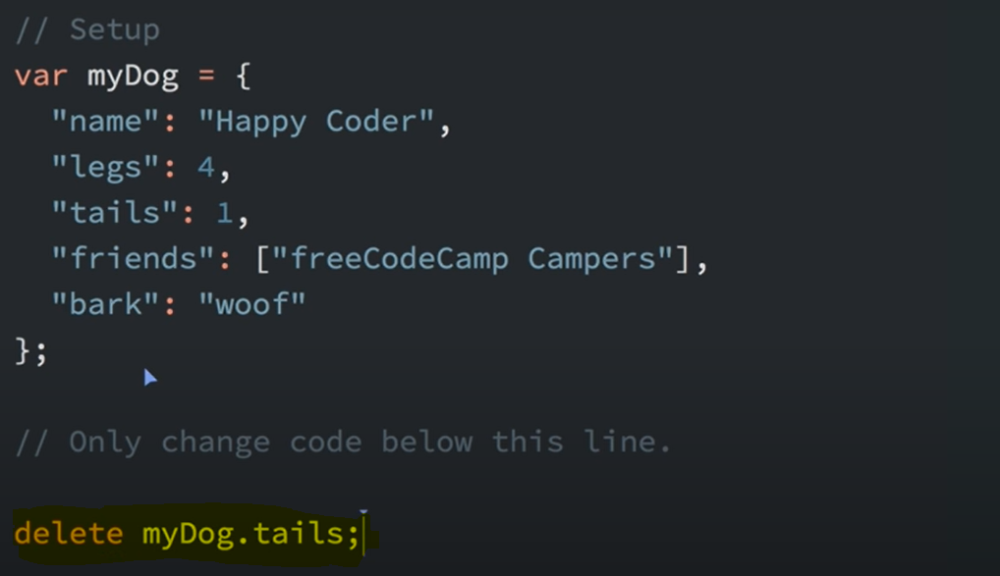 // Setup
var myDog = {
  "name": "Happy Coder",
  "legs": 4,
  "tails": 1,
  "friends": ["freeCodeCamp Campers"],
  "bark": "woof"
};
// Only change code below this line.
delete myDog.tails;